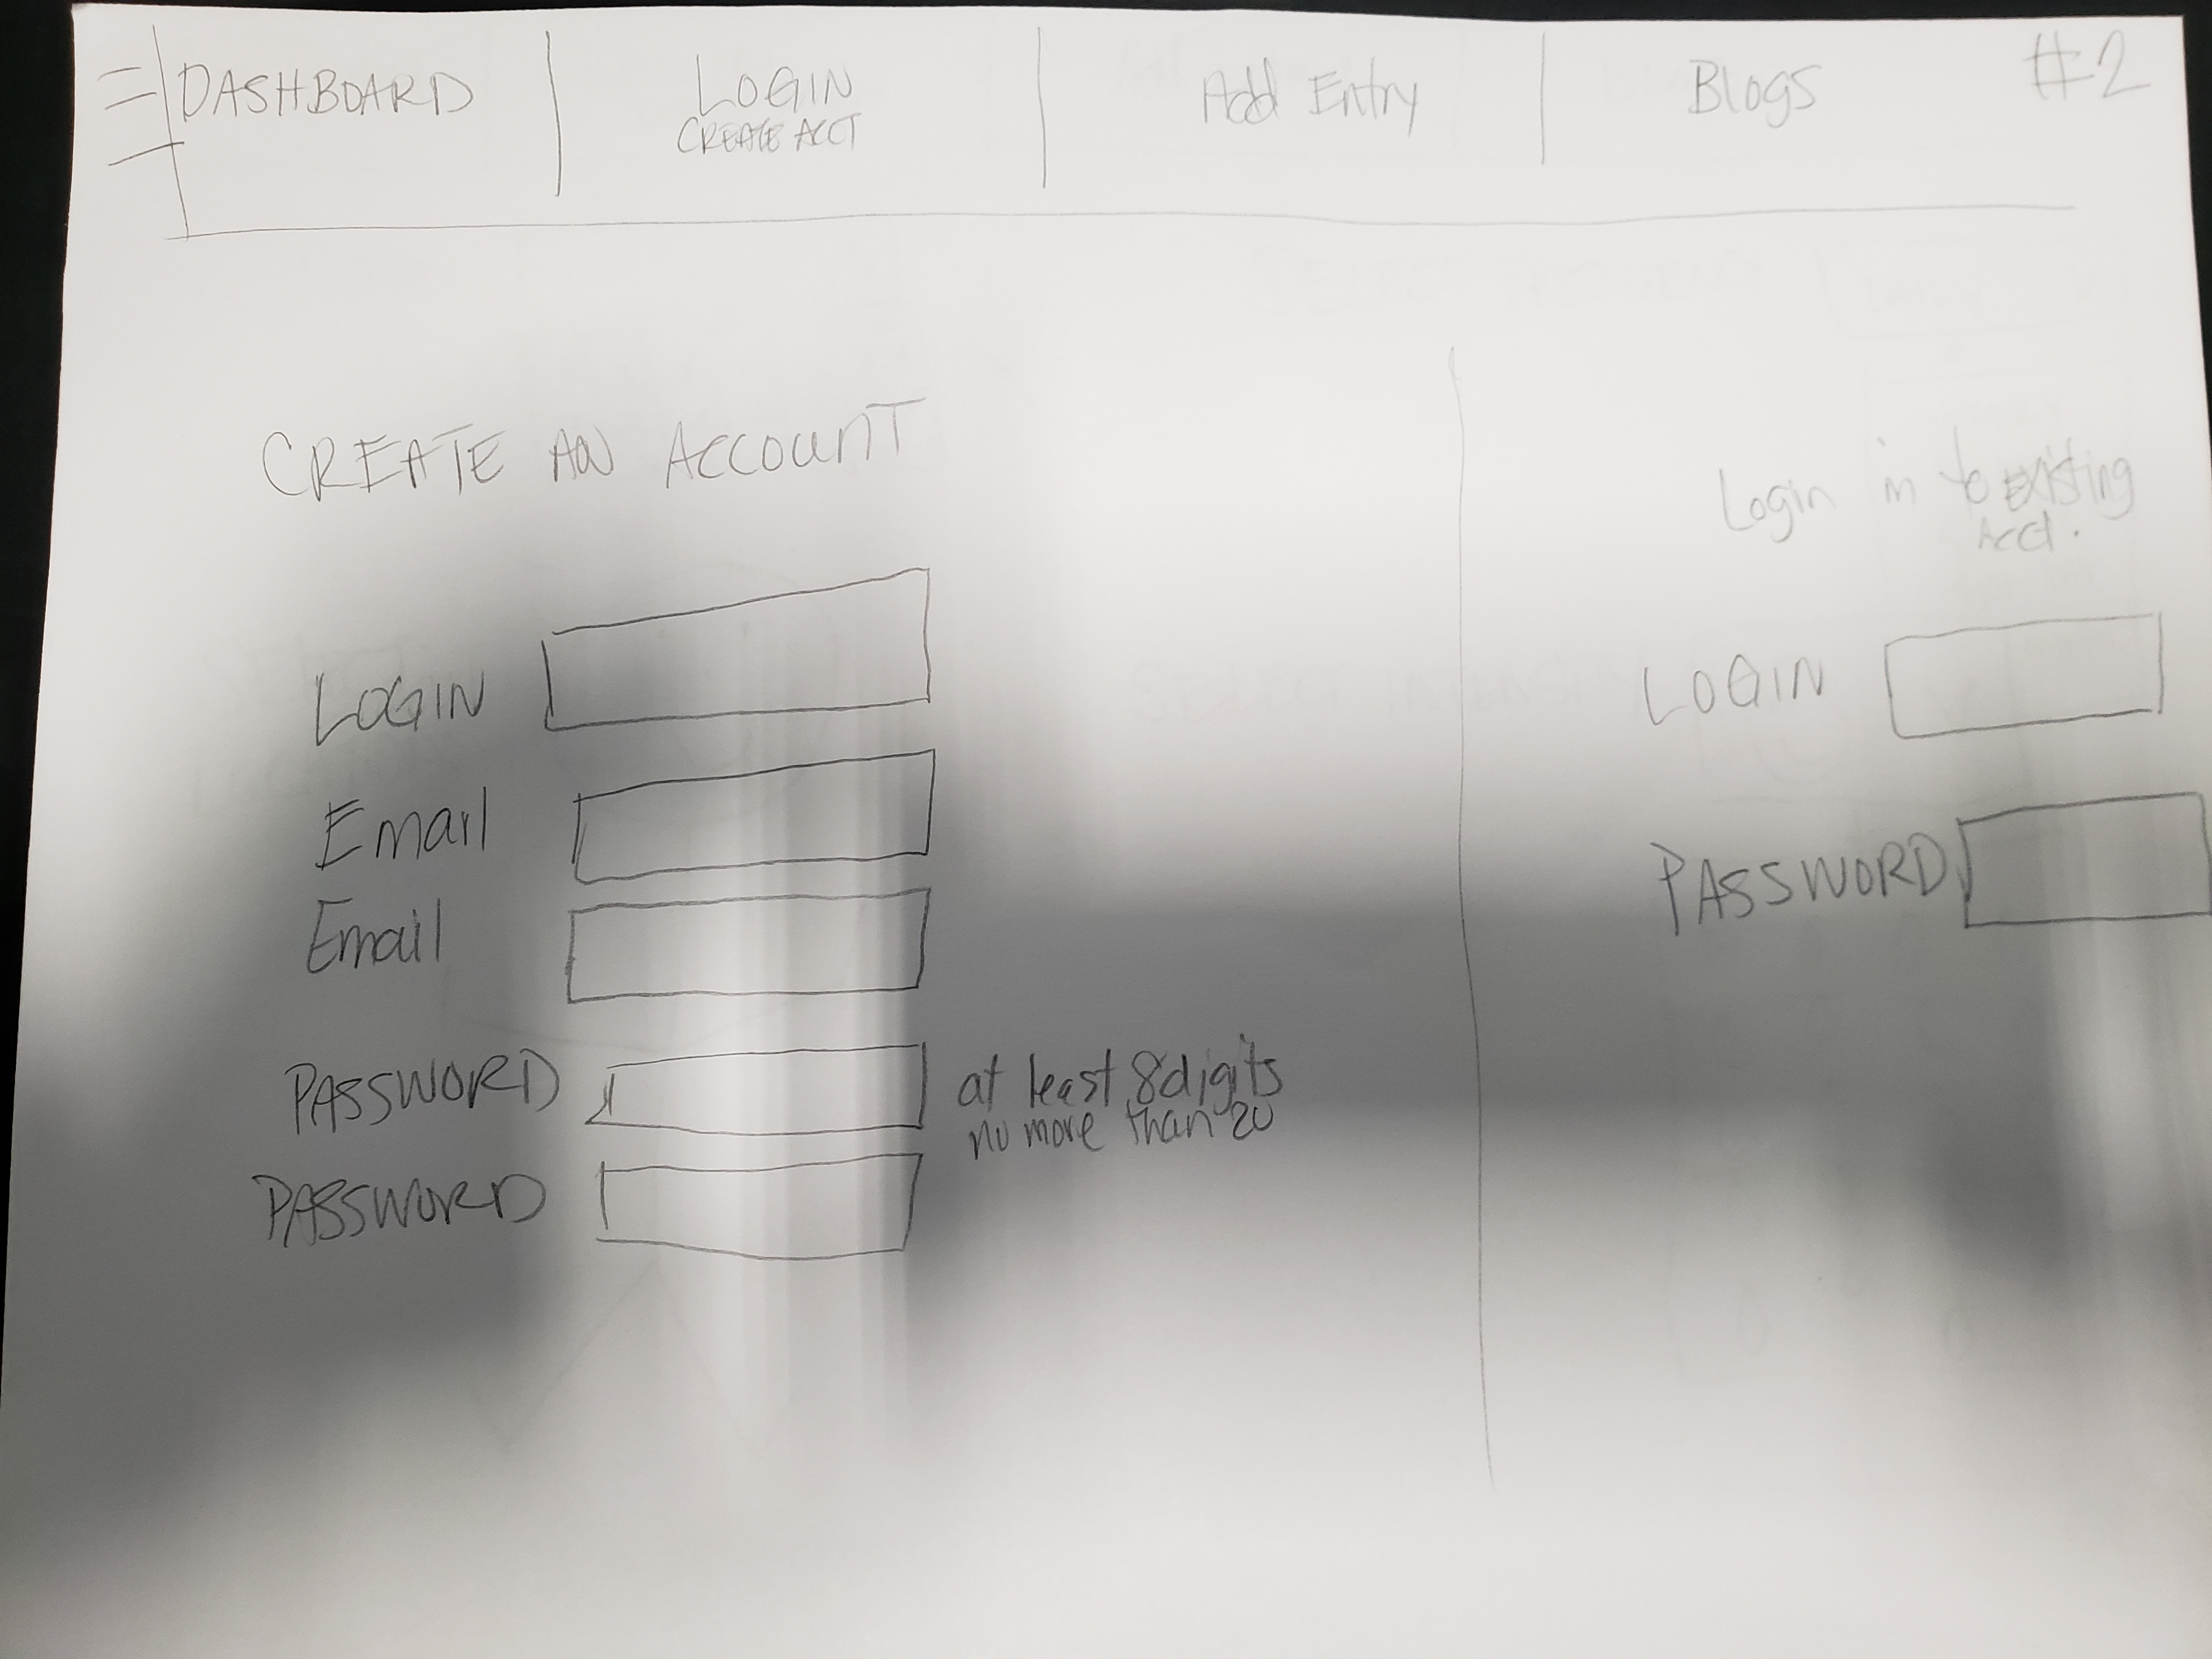 DASHBOARD
LOGIN
CREATE ACCT
Add Entry
Blogs
#2
CREATE AN ACCOUNT
LOGIN
Email
Email
PASSWORD
at least 8 digits
no more than 20
PASSWORD
Login in to existing
Acct.
LOGIN
PASSWORD